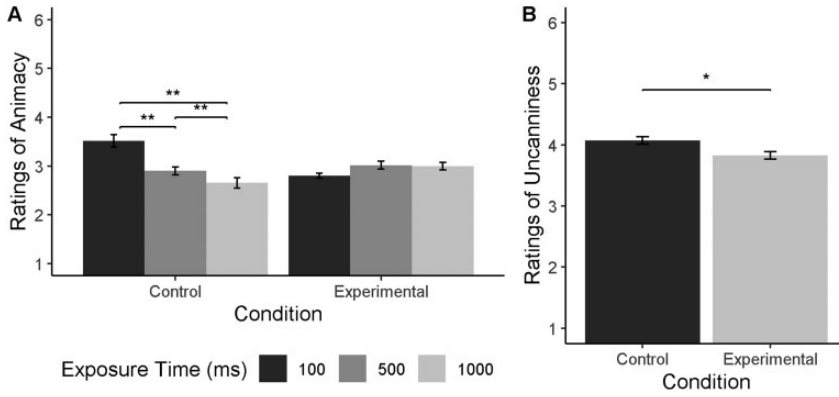 A
Ratings of Animacy
6
5
4
3
2
1
**
**
**
Control
Experimental
Condition
Exposure Time (ms)
100
500
1000
B
Ratings of Uncanniness
6
5
4
3
2
1
*
Control
Experimental
Condition